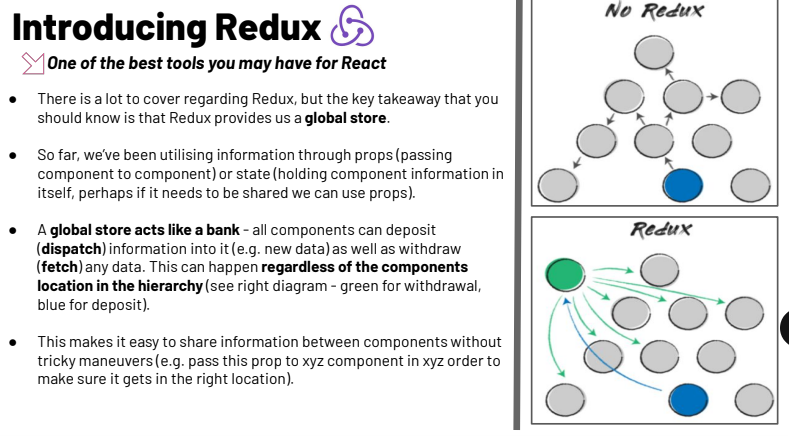 Introducing Redux
One of the best tools you may have for React
● There is a lot to cover regarding Redux, but the key takeaway that you
should know is that Redux provides us a global store.
● So far, we've been utilising information through props (passing
component to component) or state (holding component information in
itself, perhaps if it needs to be shared we can use props).
● A global store acts like a bank - all components can deposit
(dispatch) information into it (e.g. new data) as well as withdraw
(fetch) any data. This can happen regardless of the components
location in the hierarchy (see right diagram - green for withdrawal,
blue for deposit).
● This makes it easy to share information between components without
tricky maneuvers (e.g. pass this prop to xyz component in xyz order to
make sure it gets in the right location).
No Redux
Redux